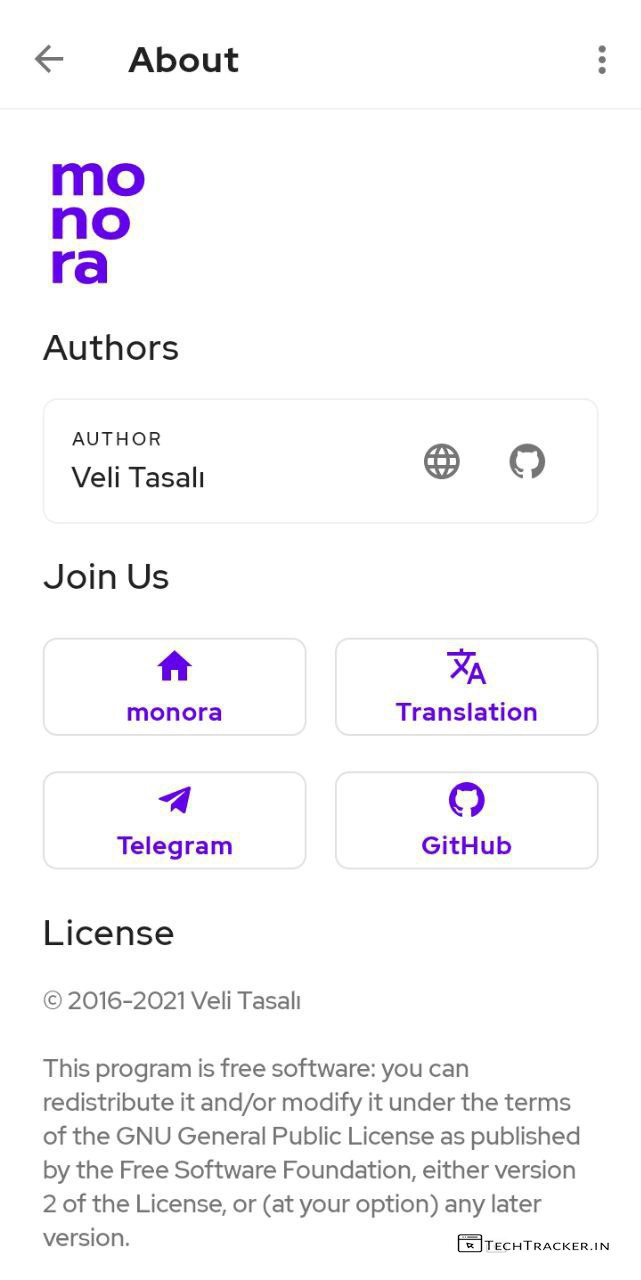 About
mo
no
ra
Authors
AUTHOR
Veli Tasalı
Join Us
monora
Translation
Telegram
GitHub
License
© 2016-2021 Veli Tasalı
This program is free software: you can
redistribute it and/or modify it under the terms
of the GNU General Public License as published
by the Free Software Foundation, either version
2 of the License, or (at your option) any later
version.
TechTracker.in